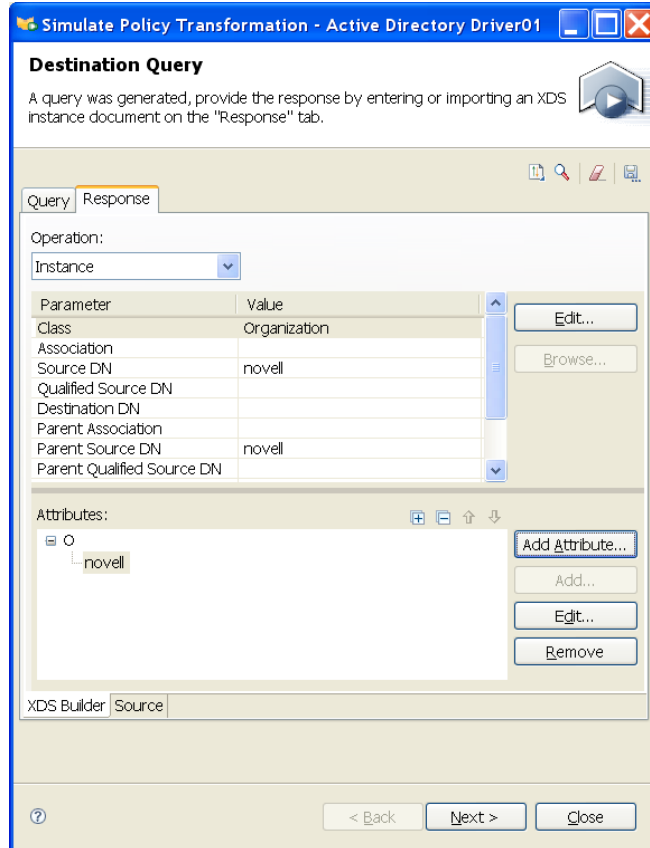 Simulate Policy Transformation - Active Directory Driver01
Destination Query
A query was generated, provide the response by entering or importing an XDS
instance document on the "Response" tab.
Query Response
Operation:
Instance
Parameter Value
Class Organization
Association
Source DN novell
Qualified Source DN
Destination DN
Parent Association
Parent Source DN novell
Parent Qualified Source DN
Edit...
Browse...
Attributes:
O
novell
Add Attribute...
Add...
Edit...
Remove
XDS Builder Source
< Back Next > Close